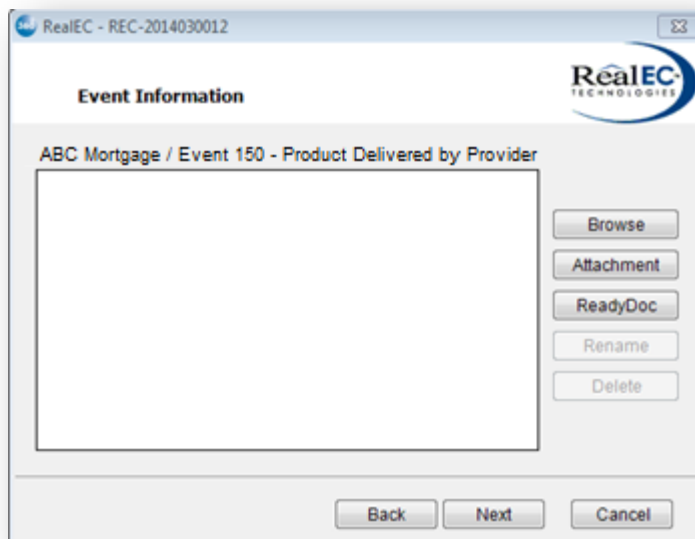 RealEC - REC-2014030012
RealEC
TECHNOLOGIES
Event Information
ABC Mortgage / Event 150 - Product Delivered by Provider
Browse
Attachment
ReadyDoc
Rename
Delete
Back Next Cancel